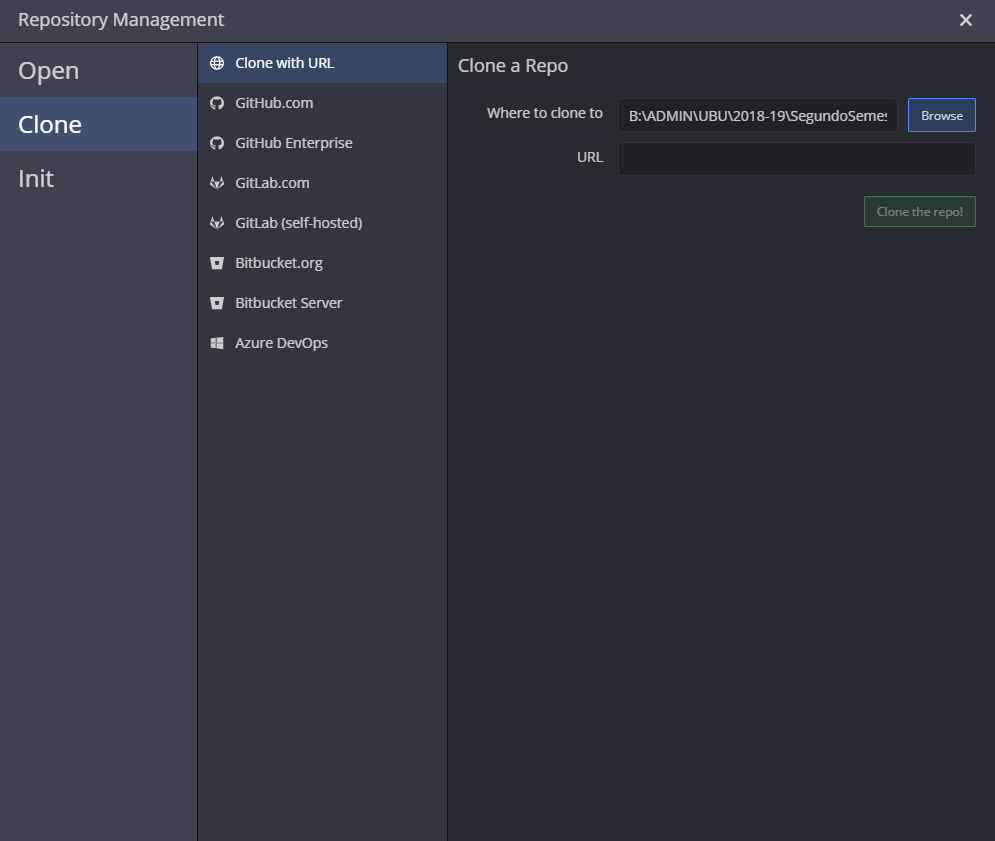 Repository Management
Open
Clone
Init
Clone with URL
GitHub.com
GitHub Enterprise
GitLab.com
GitLab (self-hosted)
Bitbucket.org
Bitbucket Server
Azure DevOps
Clone a Repo
Where to clone to B:\ADMIN\UBU\2018-19\SegundoSemes Browse
URL
Clone the repo!